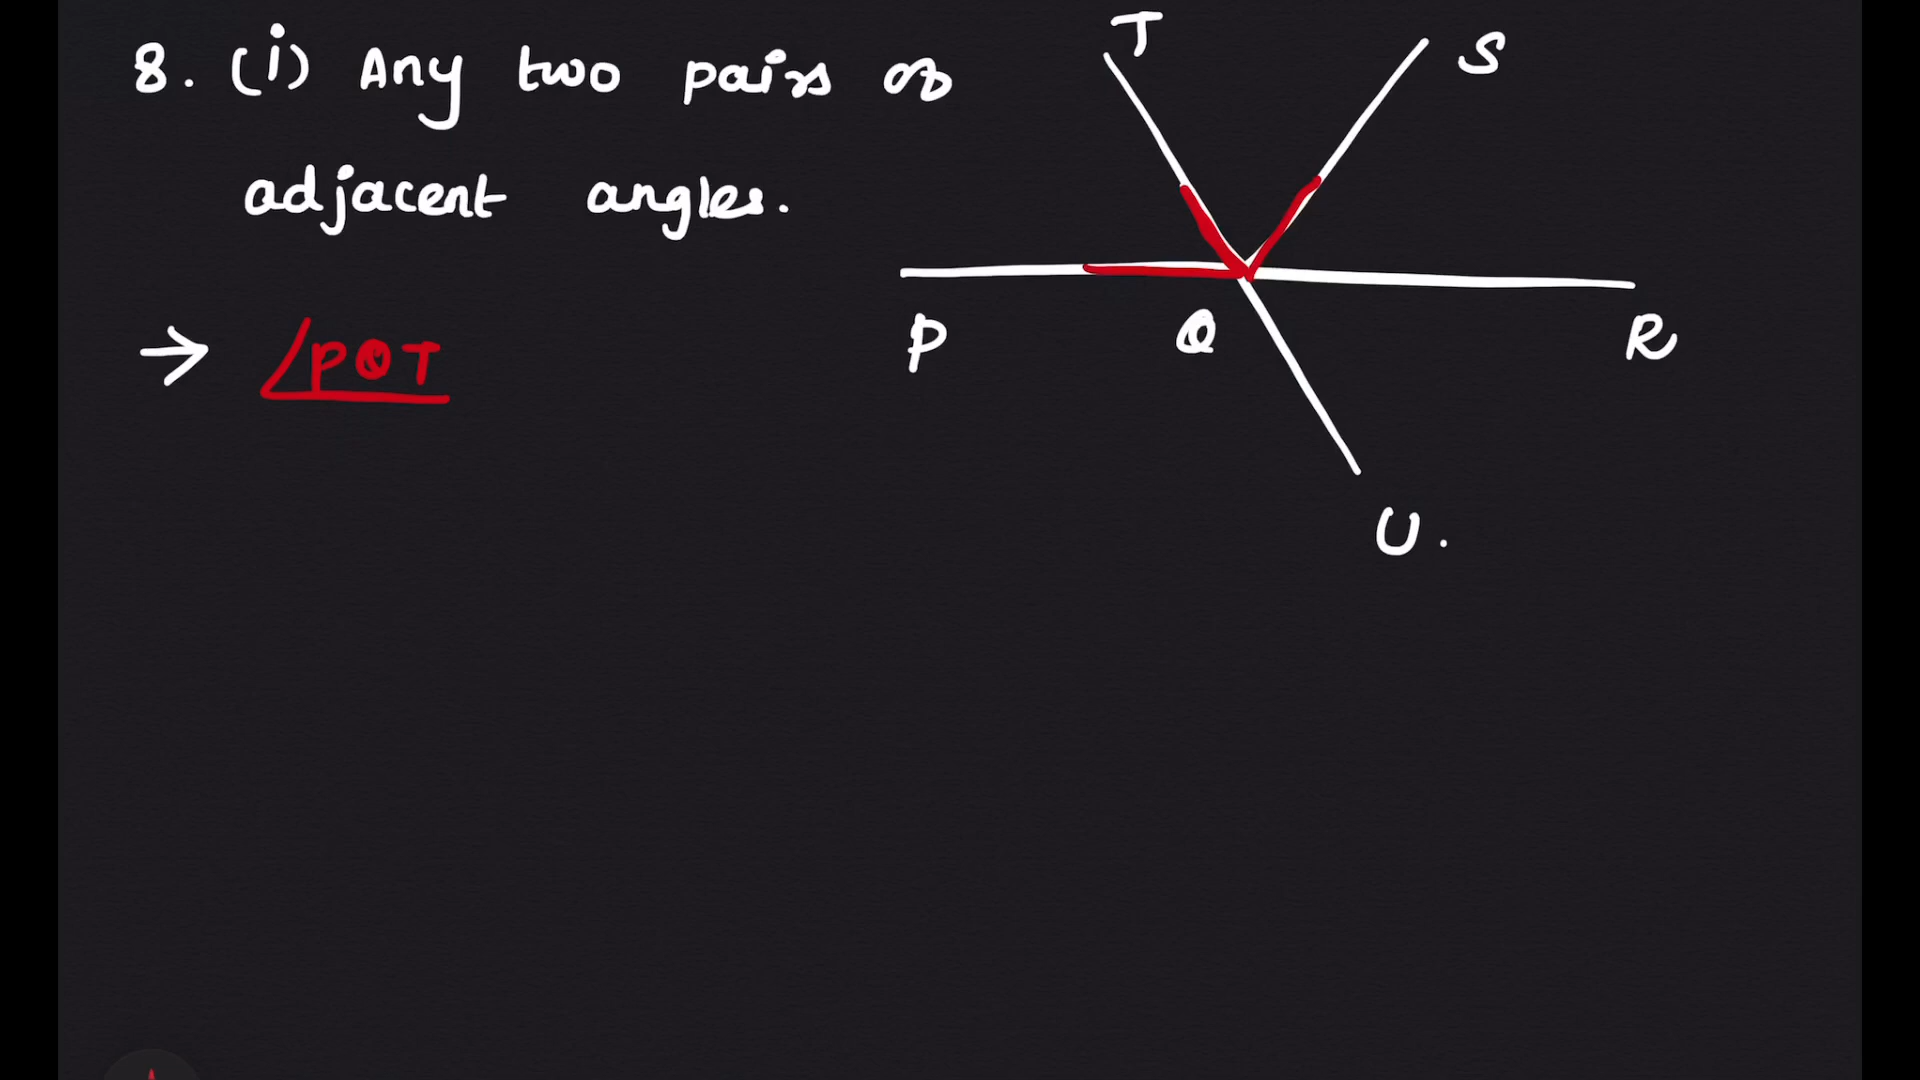 8. (i) Any two pairs of
adjacent angles.
→ ∠PQT
T
S
P
Q
R
U.